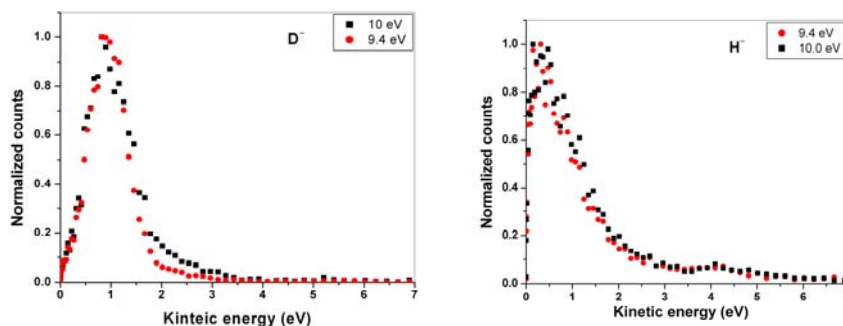 10 eV
9.4 eV
D⁻
1.0
0.8
0.6
0.4
0.2
0.0
Normalized counts
0 1 2 3 4 5 6 7
Kinteic energy (eV)
9.4 eV
10.0 eV
H⁻
1.0
0.8
0.6
0.4
0.2
0.0
Normalized counts
0 1 2 3 4 5 6
Kinetic energy (eV)